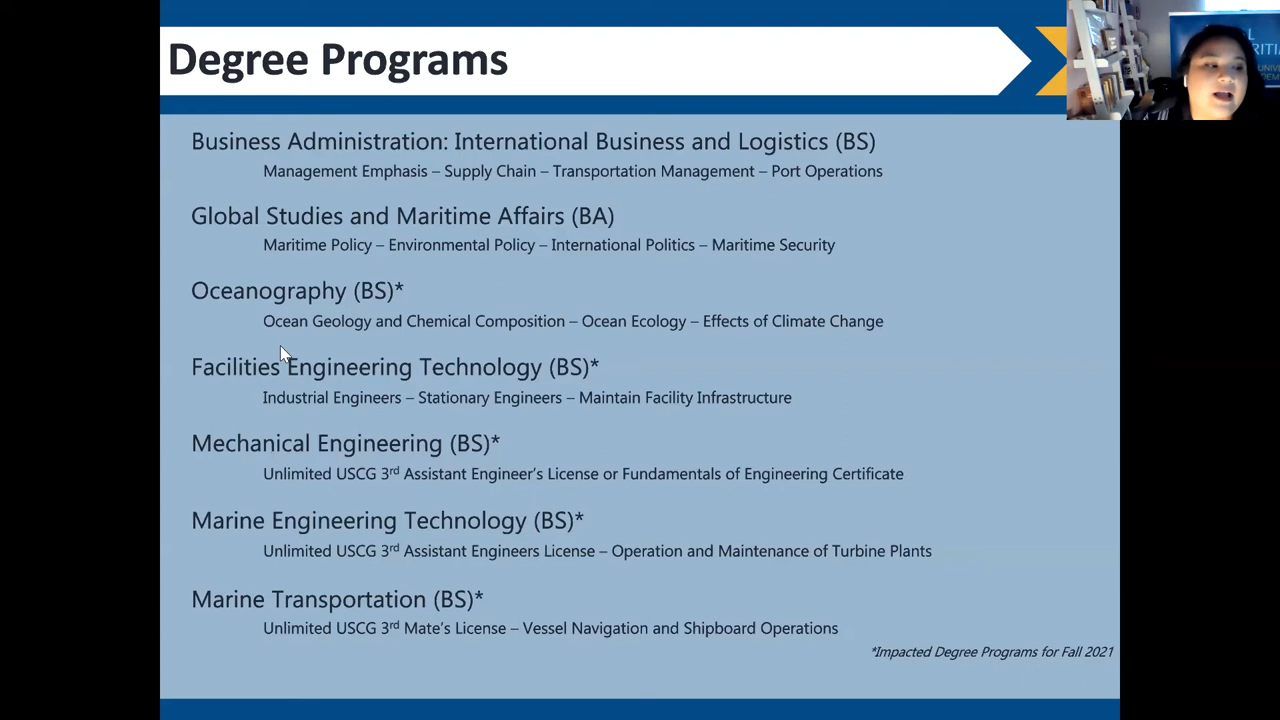 Degree Programs
Business Administration: International Business and Logistics (BS)
Management Emphasis – Supply Chain – Transportation Management – Port Operations
Global Studies and Maritime Affairs (BA)
Maritime Policy – Environmental Policy – International Politics – Maritime Security
Oceanography (BS)*
Ocean Geology and Chemical Composition – Ocean Ecology – Effects of Climate Change
Facilities Engineering Technology (BS)*
Industrial Engineers – Stationary Engineers – Maintain Facility Infrastructure
Mechanical Engineering (BS)*
Unlimited USCG 3rd Assistant Engineer's License or Fundamentals of Engineering Certificate
Marine Engineering Technology (BS)*
Unlimited USCG 3rd Assistant Engineers License – Operation and Maintenance of Turbine Plants
Marine Transportation (BS)*
Unlimited USCG 3rd Mate's License – Vessel Navigation and Shipboard Operations
*Impacted Degree Programs for Fall 2021